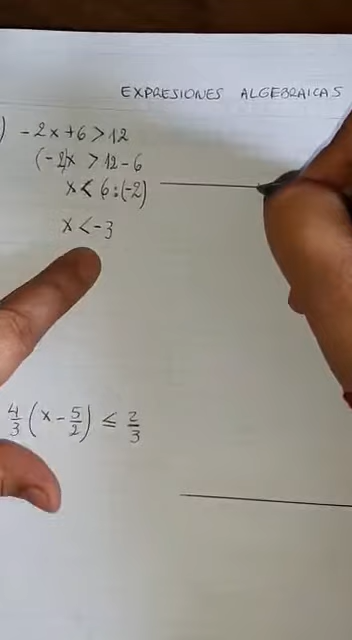 EXPRESIONES ALGEBRAICAS
) -2x+6>12
(-2)x >12-6
x< 6:(-2)
x<-3
4/3 (x - 5/2) ≤ 2/3